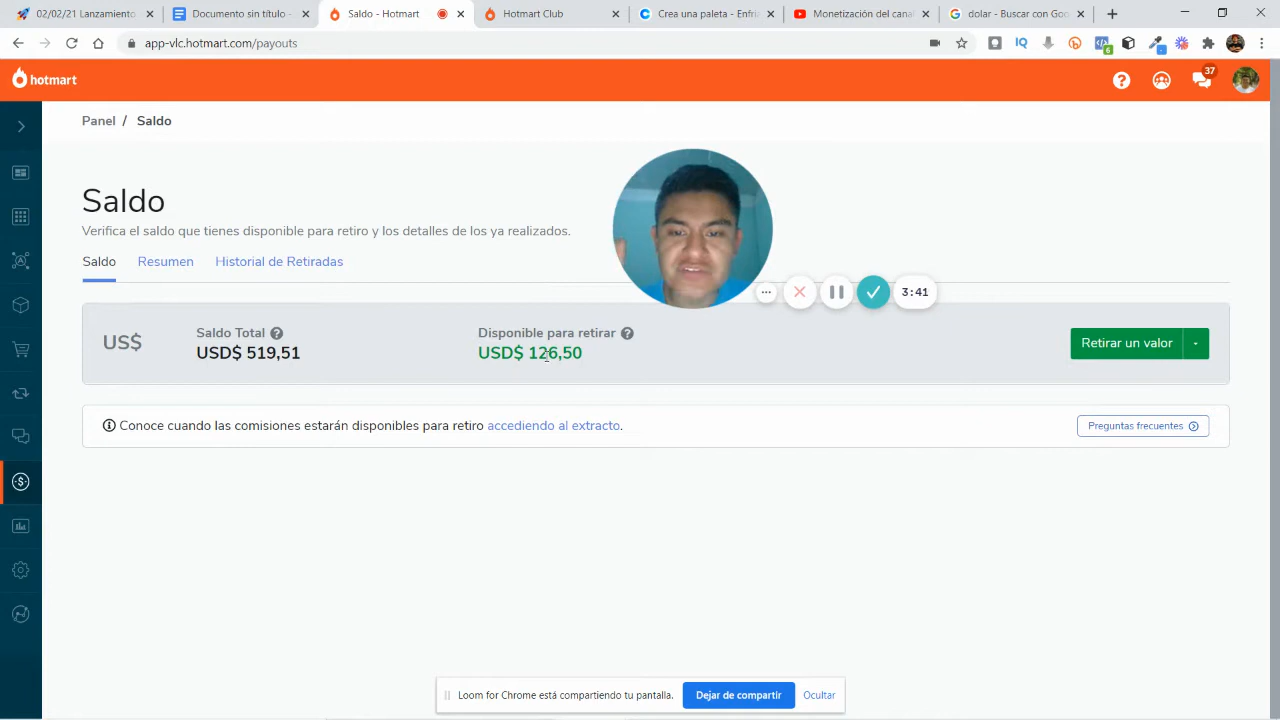 02/02/21 Lanzamiento
Documento sin título -
Saldo - Hotmart
Hotmart Club
Crea una paleta - Enfri
Monetización del cana
dolar - Buscar con Goo
app-vlc.hotmart.com/payouts
IQ
6
hotmart
37
Panel / Saldo
Saldo
Verifica el saldo que tienes disponible para retiro y los detalles de los ya realizados.
Saldo Resumen Historial de Retiradas
3:41
US$
Saldo Total
USD$ 519,51
Disponible para retirar
USD$ 126,50
Retirar un valor
Conoce cuando las comisiones estarán disponibles para retiro accediendo al extracto.
Preguntas frecuentes
Loom for Chrome está compartiendo tu pantalla.
Dejar de compartir
Ocultar